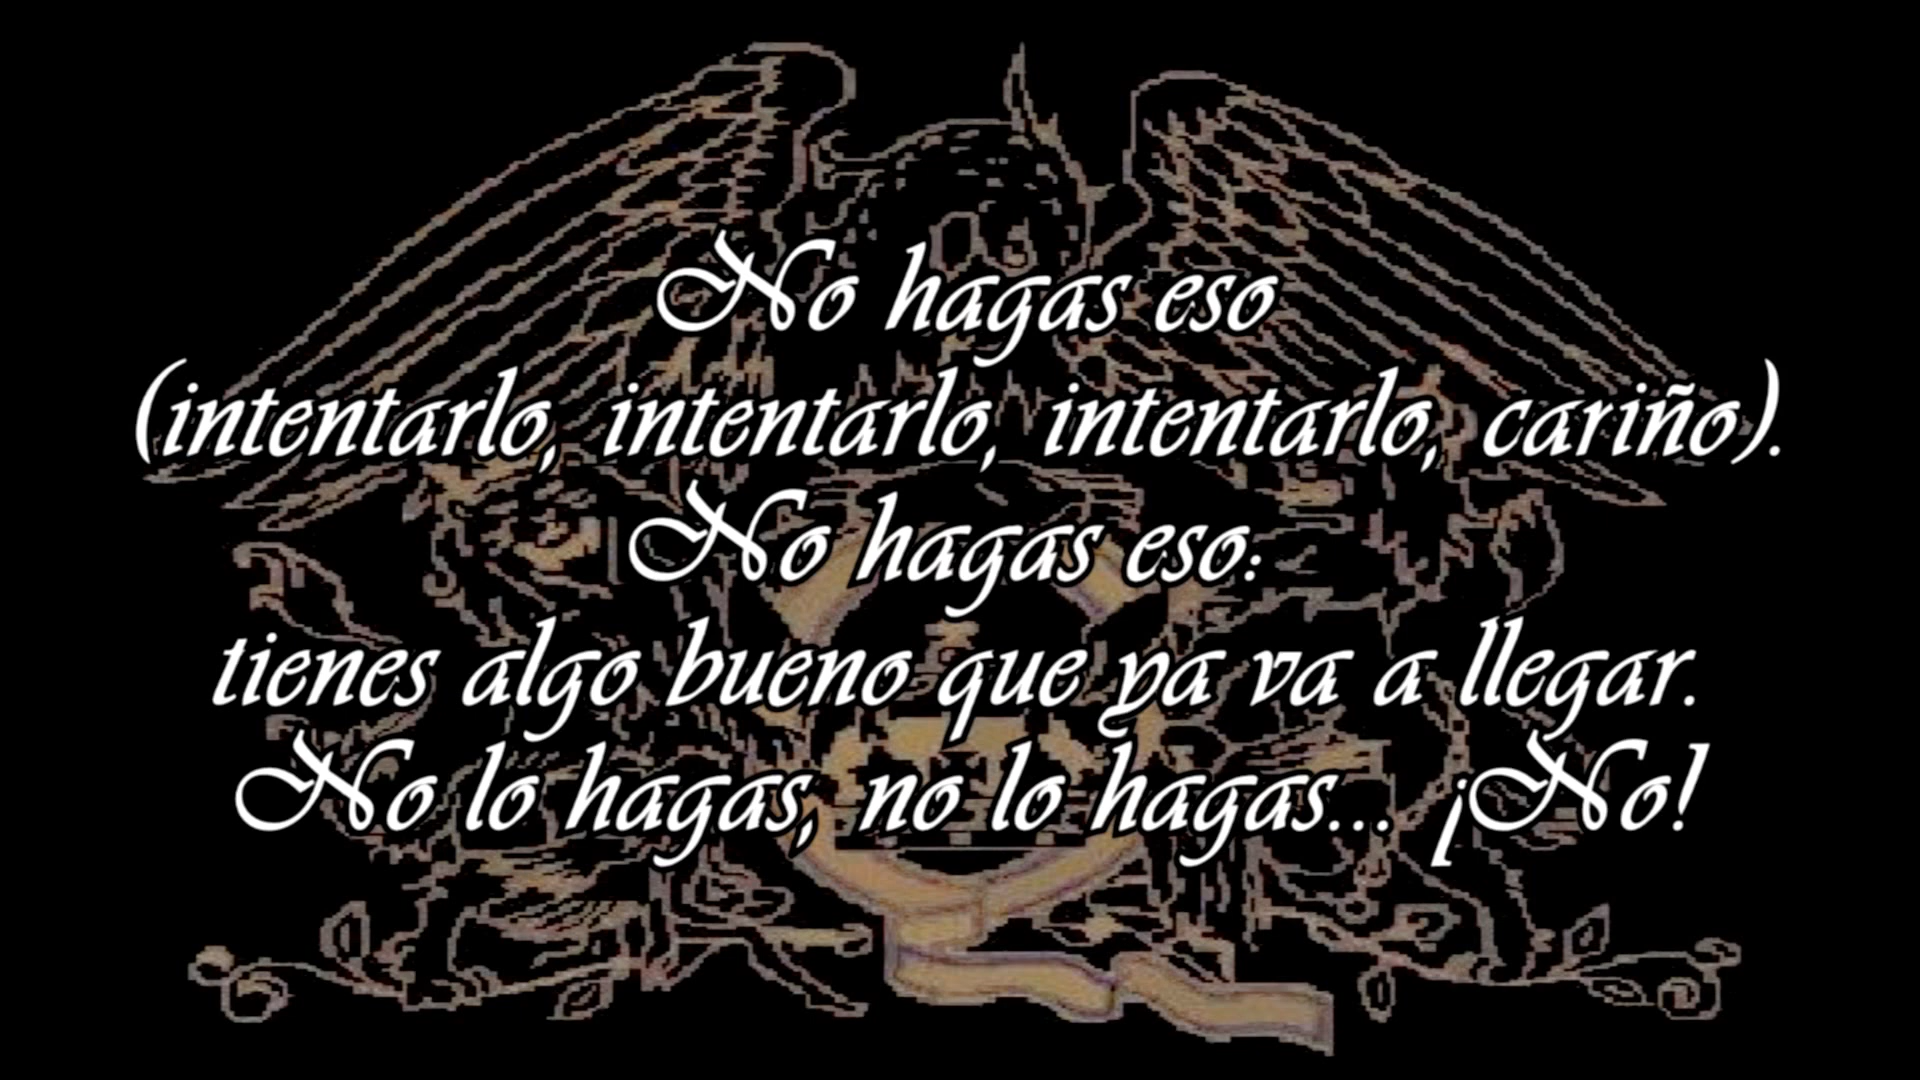 No hagas eso
(intentarlo, intentarlo, intentarlo, cariño).
No hagas eso:
tienes algo bueno que ya va a llegar.
No lo hagas, no lo hagas... ¡No!